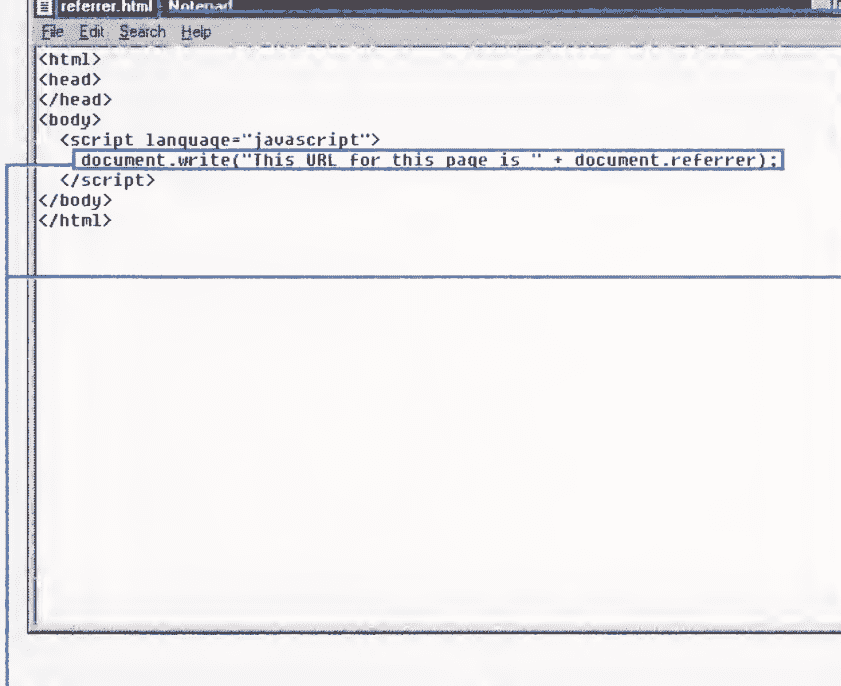 referrer.html - Notepad
File Edit Search Help
<html>
<head>
</head>
<body>
<script language="javascript">
document.write("This URL for this page is " + document.referrer);
</script>
</body>
</html>